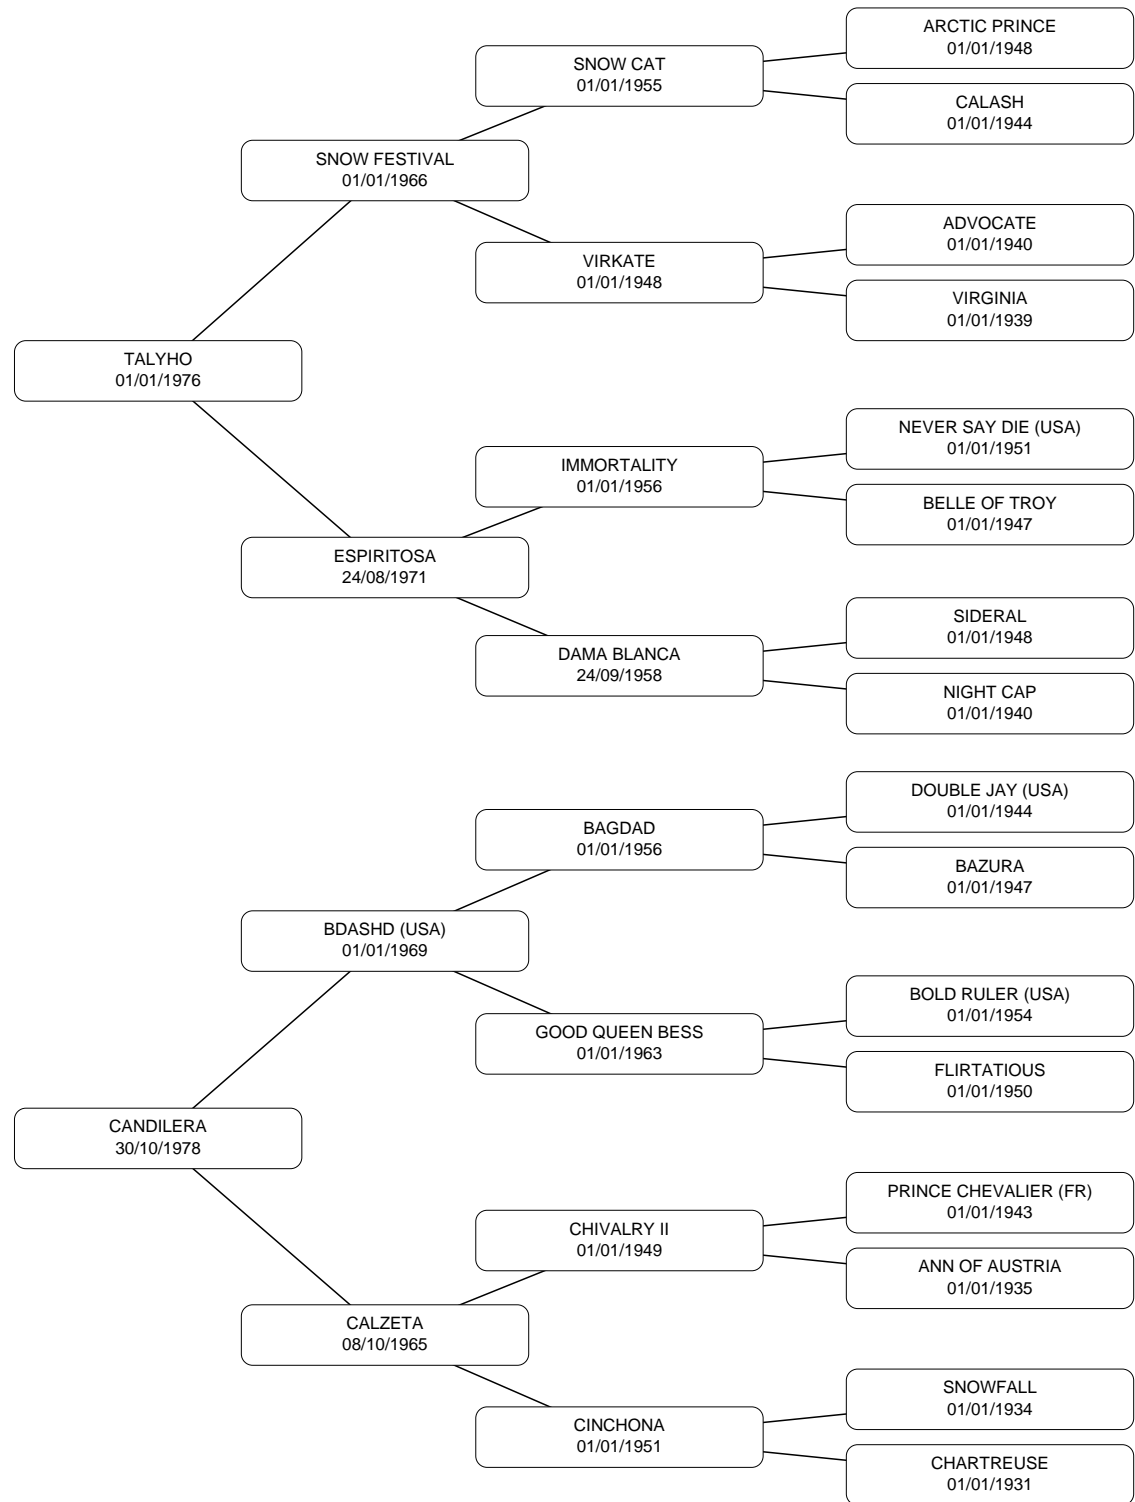 ARCTIC PRINCE
01/01/1948
SNOW CAT
01/01/1955
CALASH
01/01/1944
SNOW FESTIVAL
01/01/1966
ADVOCATE
01/01/1940
VIRKATE
01/01/1948
VIRGINIA
01/01/1939
TALYHO
01/01/1976
NEVER SAY DIE (USA)
01/01/1951
IMMORTALITY
01/01/1956
BELLE OF TROY
01/01/1947
ESPIRITOSA
24/08/1971
SIDERAL
01/01/1948
DAMA BLANCA
24/09/1958
NIGHT CAP
01/01/1940
DOUBLE JAY (USA)
01/01/1944
BAGDAD
01/01/1956
BAZURA
01/01/1947
BDASHD (USA)
01/01/1969
BOLD RULER (USA)
01/01/1954
GOOD QUEEN BESS
01/01/1963
FLIRTATIOUS
01/01/1950
CANDILERA
30/10/1978
PRINCE CHEVALIER (FR)
01/01/1943
CHIVALRY II
01/01/1949
ANN OF AUSTRIA
01/01/1935
CALZETA
08/10/1965
SNOWFALL
01/01/1934
CINCHONA
01/01/1951
CHARTREUSE
01/01/1931